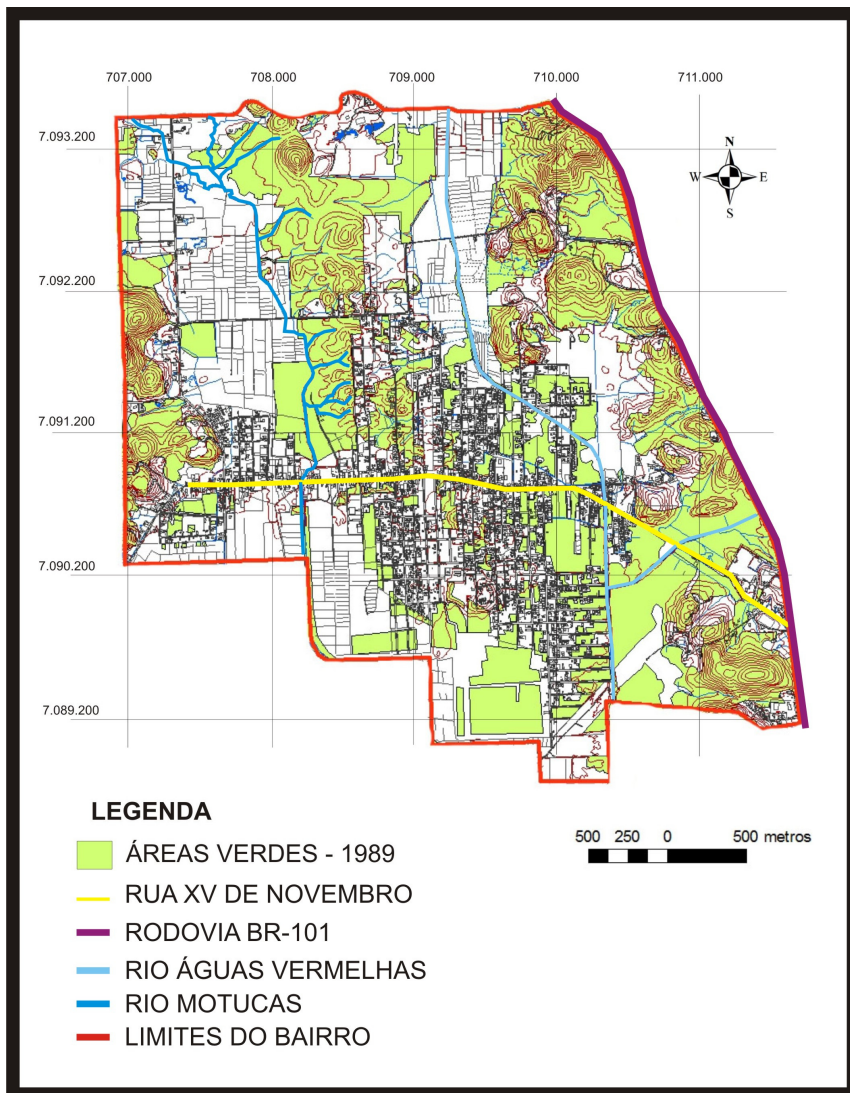 707.000 708.000 709.000 710.000 711.000
7.093.200
N
W E
S
7.092.200
7.091.200
7.090.200
7.089.200
LEGENDA
ÁREAS VERDES - 1989
RUA XV DE NOVEMBRO
RODOVIA BR-101
RIO ÁGUAS VERMELHAS
RIO MOTUCAS
LIMITES DO BAIRRO
500 250 0 500 metros